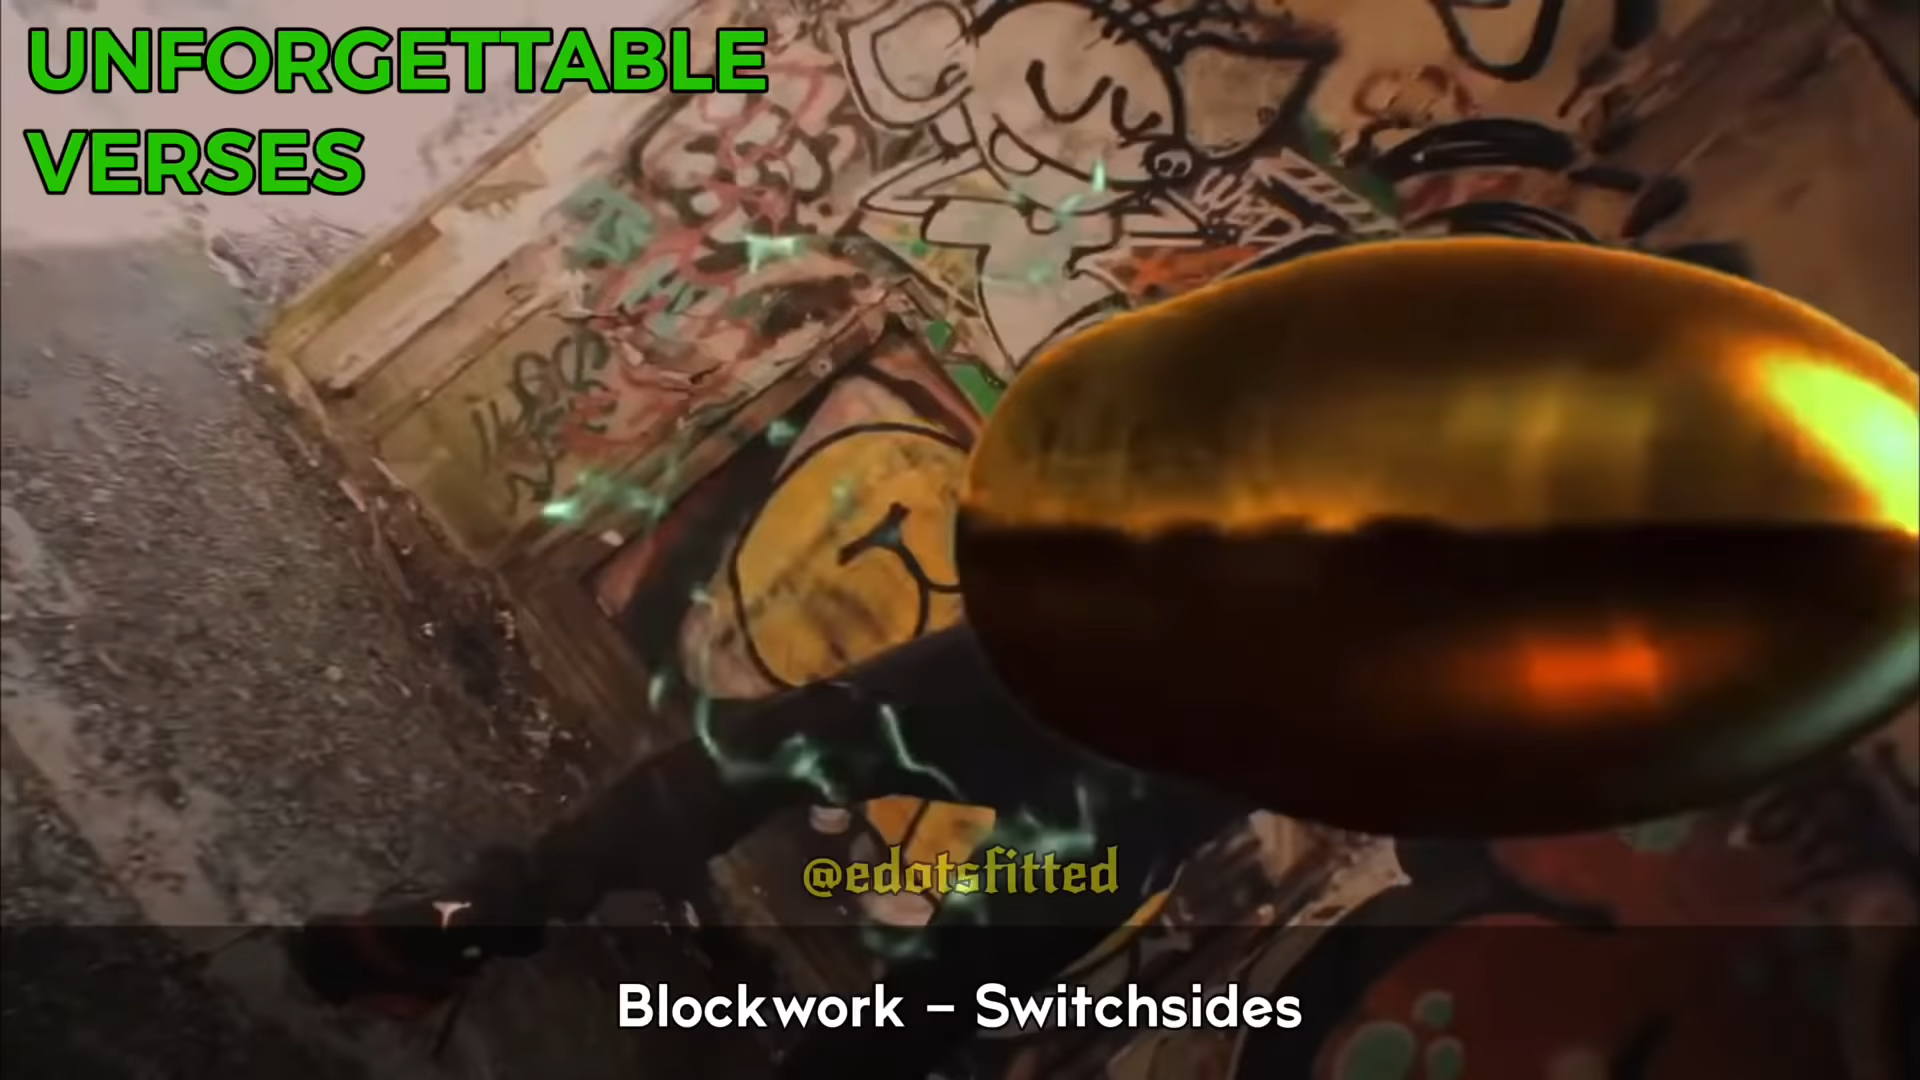 UNFORGETTABLE
VERSES
@edotsfitted
Blockwork – Switchsides